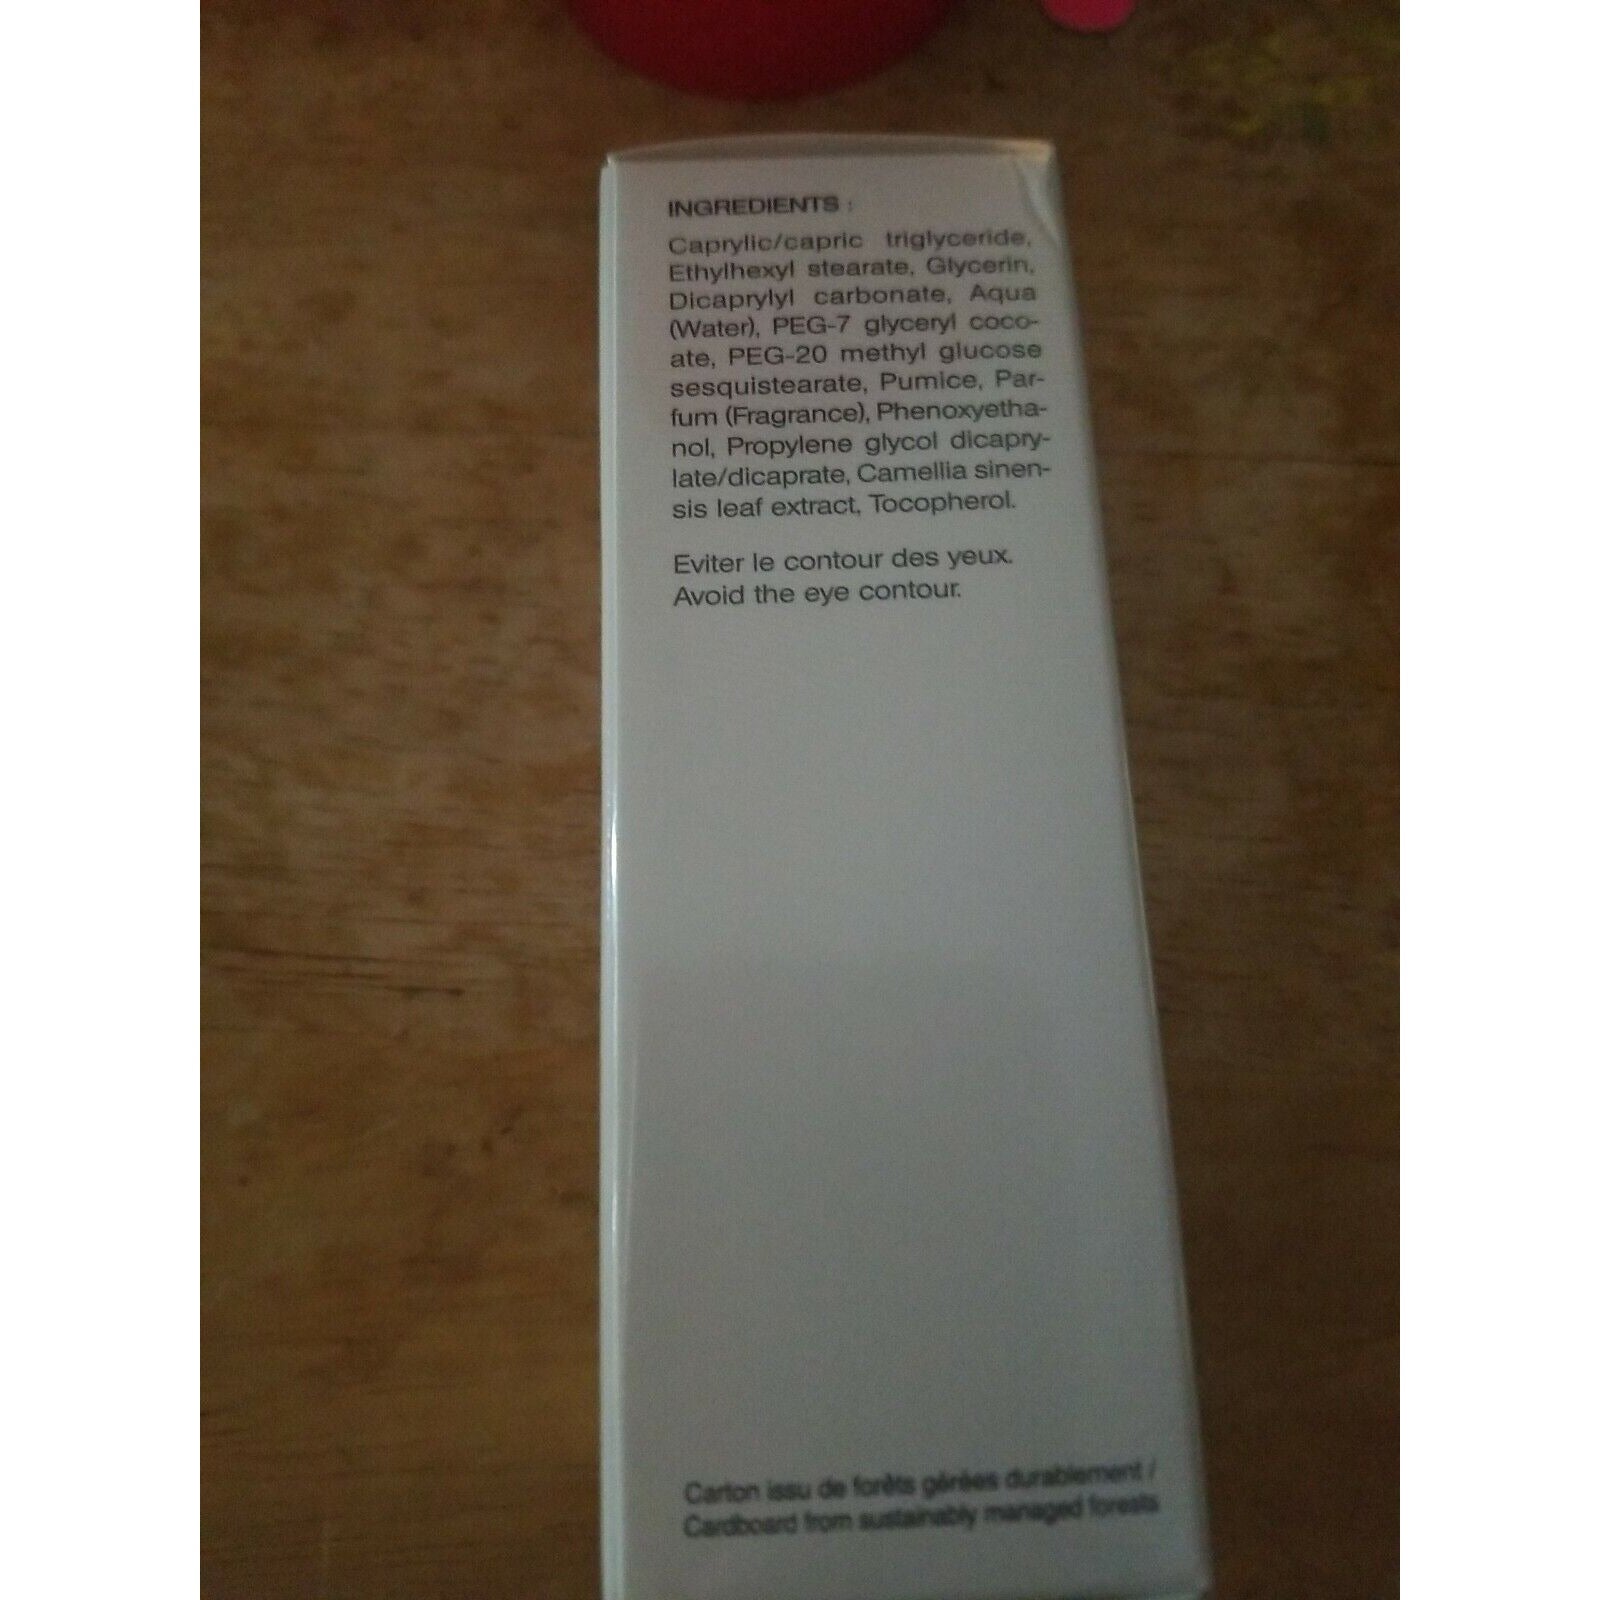 INGREDIENTS :
Caprylic/capric triglyceride,
Ethylhexyl stearate, Glycerin,
Dicaprylyl carbonate, Aqua
(Water), PEG-7 glyceryl coco-
ate, PEG-20 methyl glucose
sesquistearate, Pumice, Par-
fum (Fragrance), Phenoxyetha-
nol, Propylene glycol dicapry-
late/dicaprate, Camellia sinen-
sis leaf extract, Tocopherol.
Eviter le contour des yeux.
Avoid the eye contour.
Carton issu de forêts gérées durablement /
Cardboard from sustainably managed forests